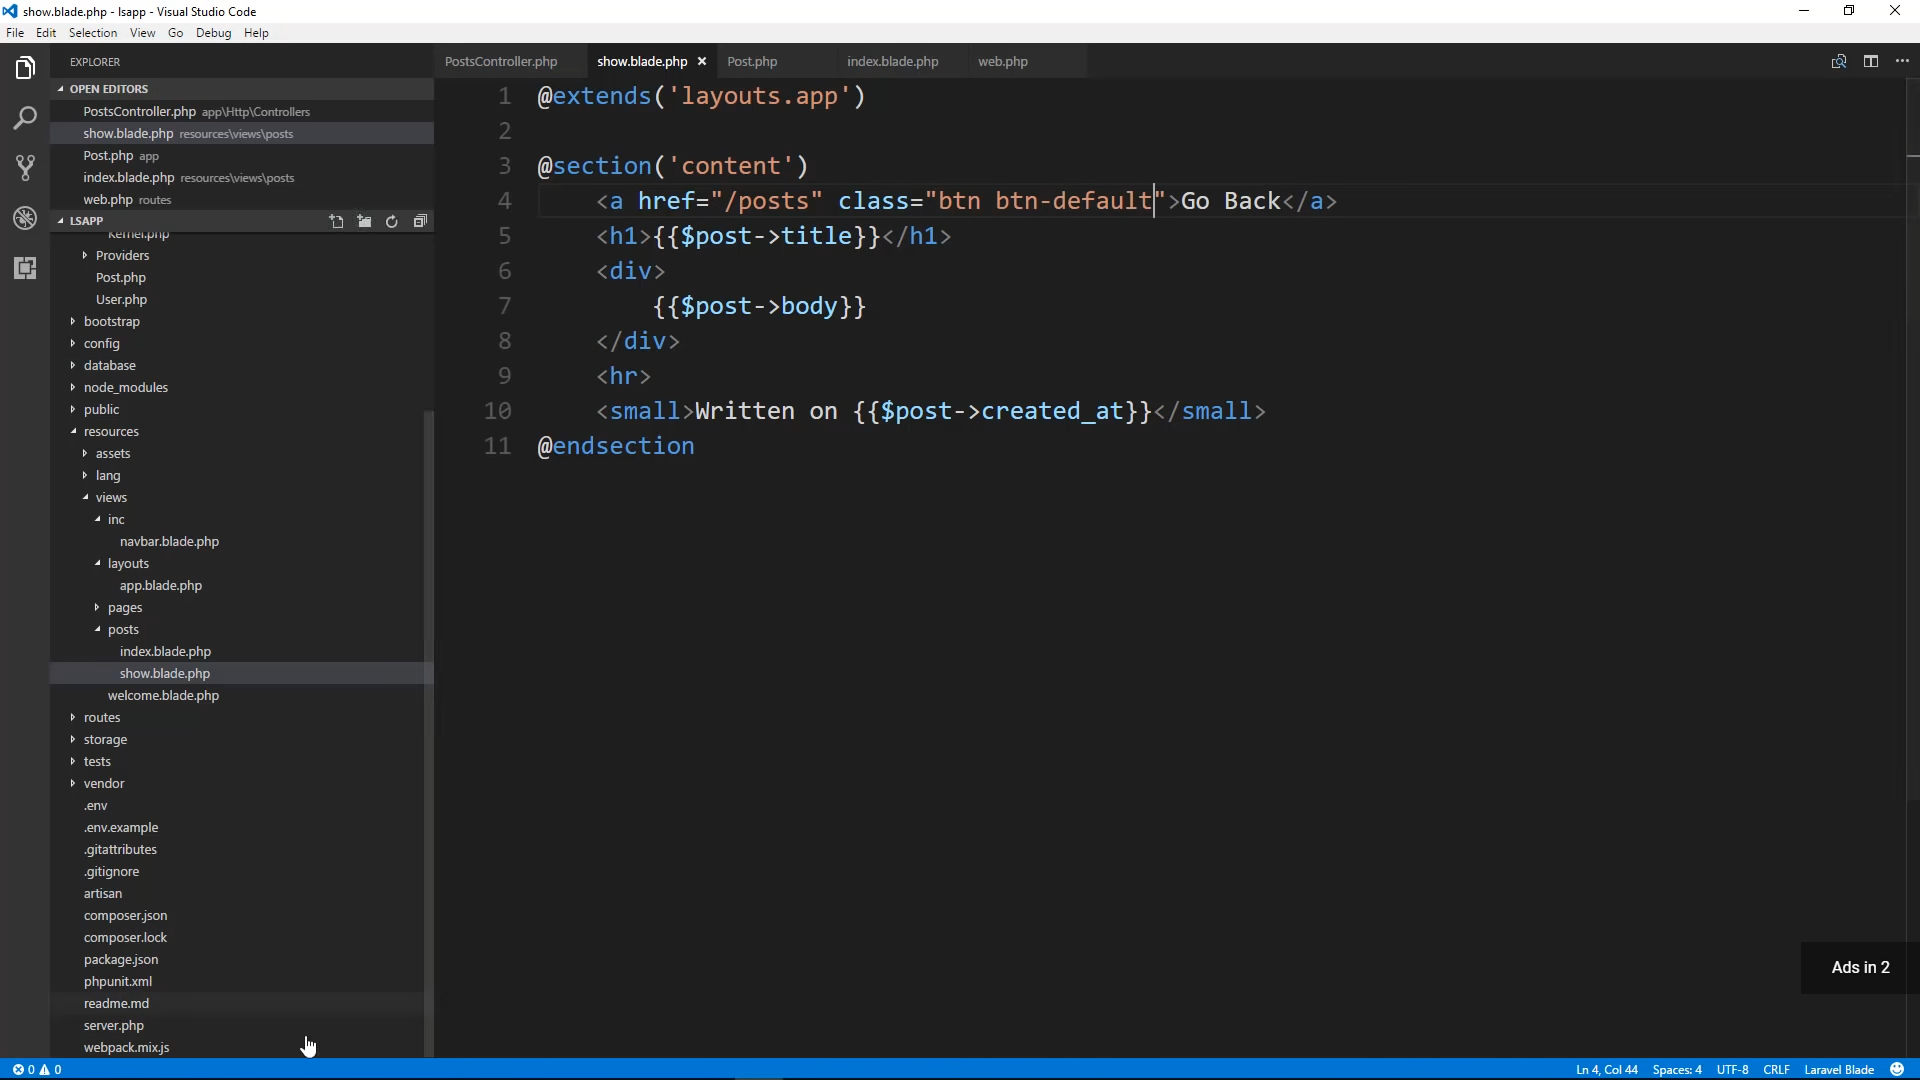 show.blade.php - lsapp - Visual Studio Code
File Edit Selection View Go Debug Help
EXPLORER
OPEN EDITORS
PostsController.php app\Http\Controllers
show.blade.php resources\views\posts
Post.php app
index.blade.php resources\views\posts
web.php routes
LSAPP
Kernel.php
Providers
Post.php
User.php
bootstrap
config
database
node_modules
public
resources
assets
lang
views
inc
navbar.blade.php
layouts
app.blade.php
pages
posts
index.blade.php
show.blade.php
welcome.blade.php
routes
storage
tests
vendor
.env
.env.example
.gitattributes
.gitignore
artisan
composer.json
composer.lock
package.json
phpunit.xml
readme.md
server.php
webpack.mix.js
PostsController.php show.blade.php Post.php index.blade.php web.php
1 @extends('layouts.app')
2
3 @section('content')
4     <a href="/posts" class="btn btn-default">Go Back</a>
5     <h1>{{$post->title}}</h1>
6     <div>
7         {{$post->body}}
8     </div>
9     <hr>
10     <small>Written on {{$post->created_at}}</small>
11 @endsection
Ads in 2
0 0 Ln 4, Col 44 Spaces: 4 UTF-8 CRLF Laravel Blade